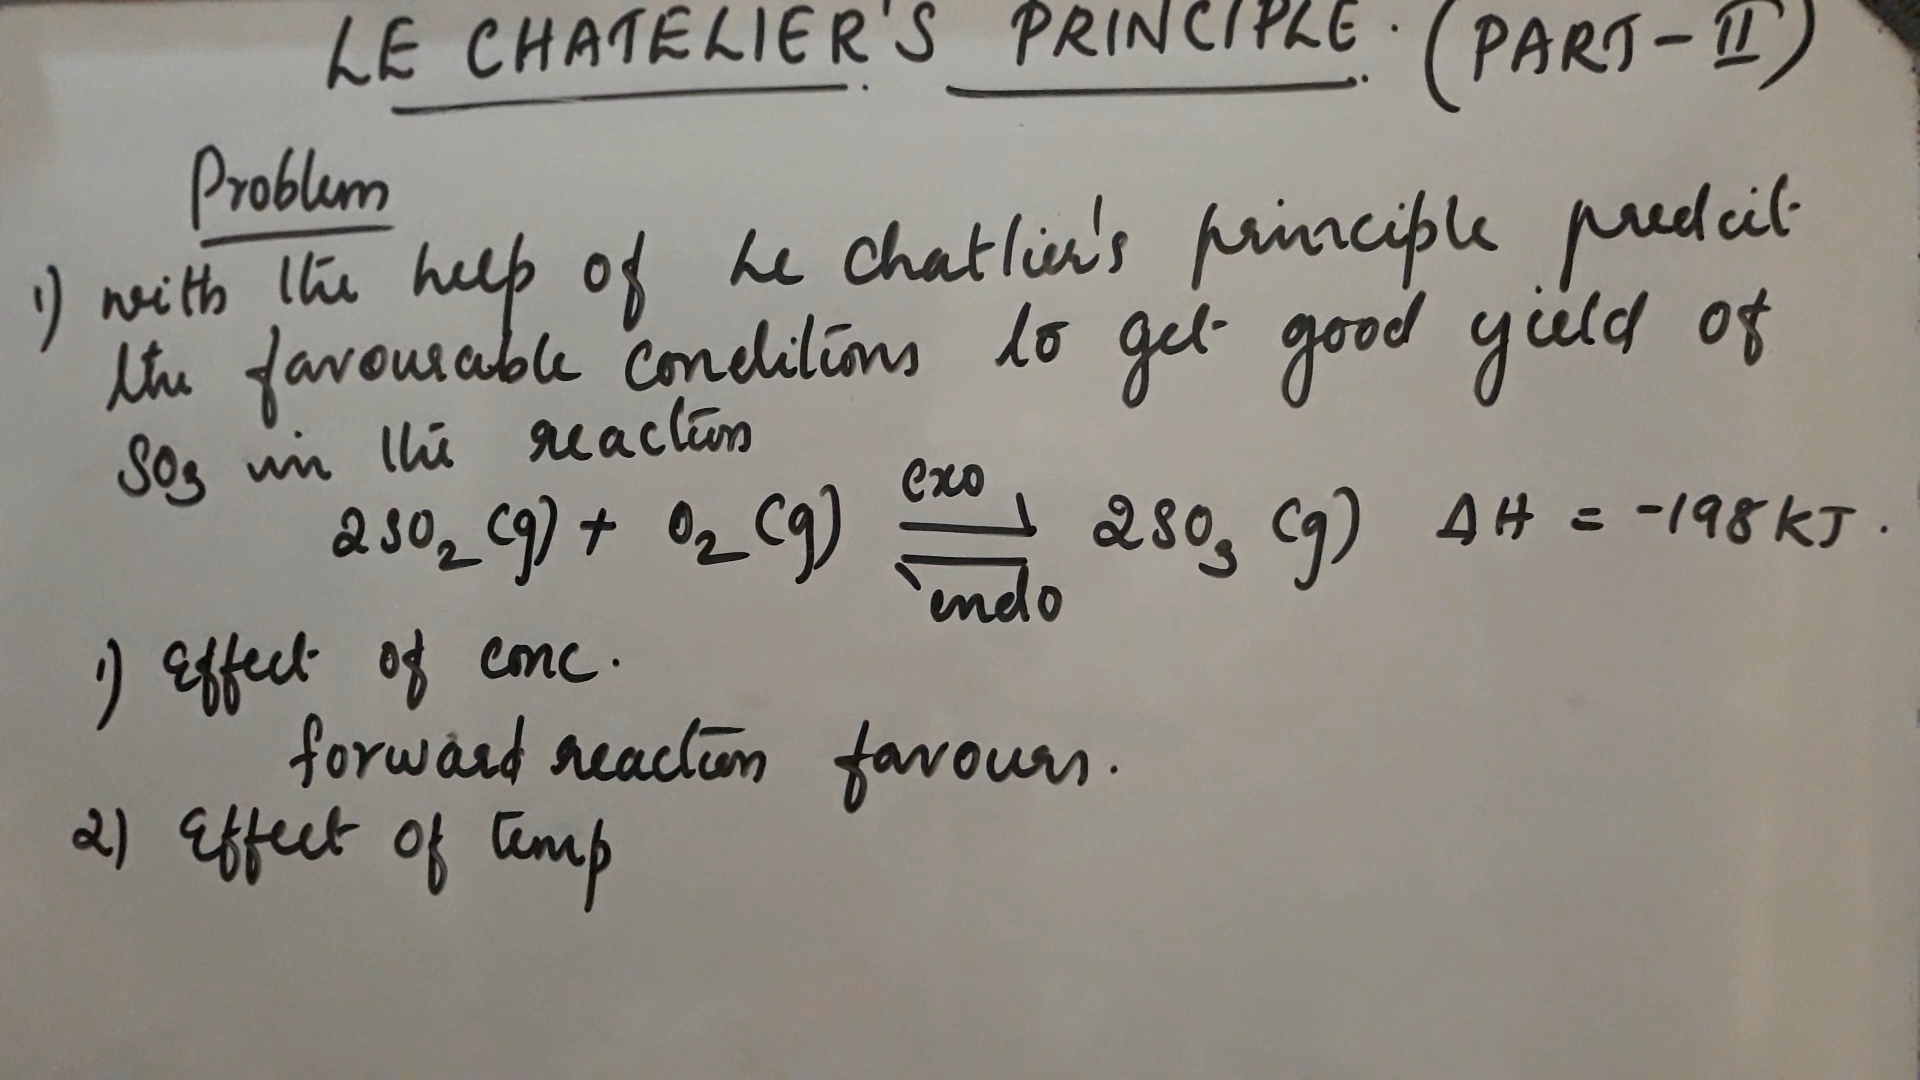 LE CHATELIER'S PRINCIPLE. (PART-II)
Problem
1) with the help of Le Chatlier's principle predcit
the favourable conditions to get good yield of
SO3 in the reaction
exo
2SO2 (g) + O2 (g) ⇌ 2SO3 (g) ΔH = -198 KJ.
endo
1) Effect of conc.
forward reaction favours.
2) Effect of temp